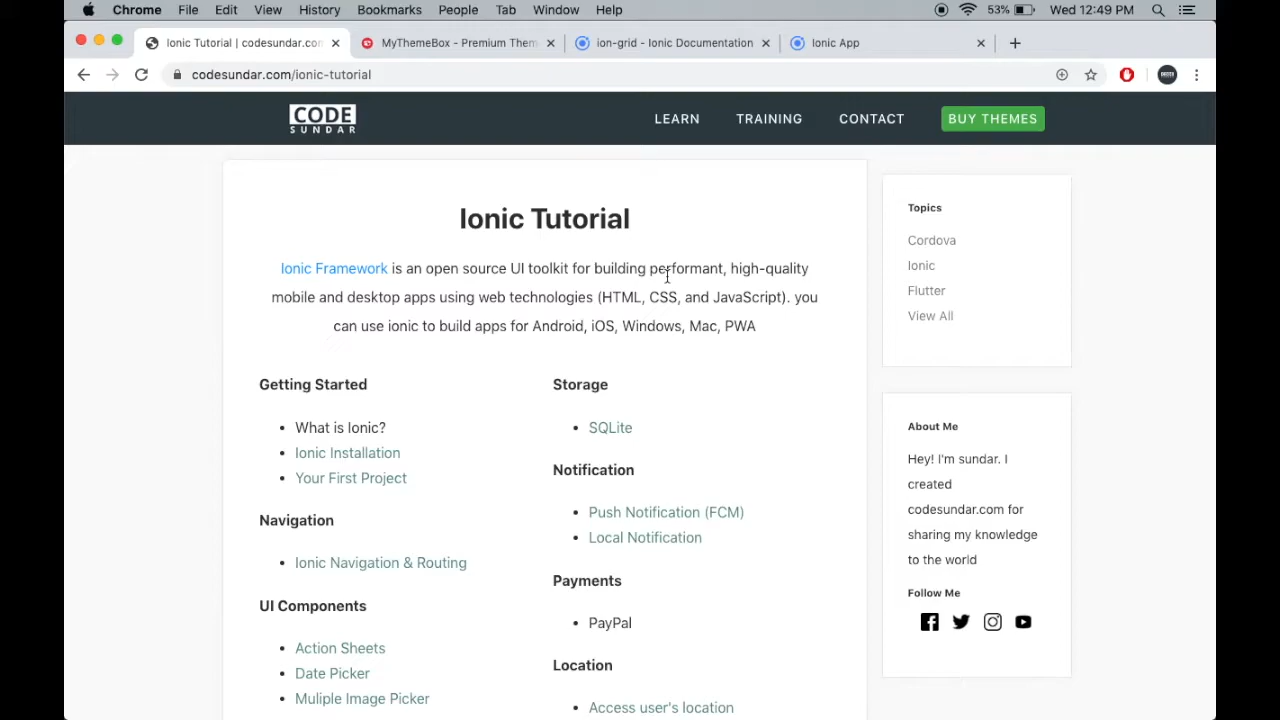 Chrome File Edit View History Bookmarks People Tab Window Help 53% Wed 12:49 PM
Ionic Tutorial | codesundar.con MyThemeBox - Premium Them ion-grid - Ionic Documentation Ionic App
codesundar.com/ionic-tutorial
CODE
SUNDAR
LEARN TRAINING CONTACT BUY THEMES
Ionic Tutorial
Ionic Framework is an open source UI toolkit for building performant, high-quality
mobile and desktop apps using web technologies (HTML, CSS, and JavaScript). you
can use ionic to build apps for Android, iOS, Windows, Mac, PWA
Getting Started
• What is Ionic?
• Ionic Installation
• Your First Project
Navigation
• Ionic Navigation & Routing
UI Components
• Action Sheets
• Date Picker
• Muliple Image Picker
Storage
• SQLite
Notification
• Push Notification (FCM)
• Local Notification
Payments
• PayPal
Location
• Access user's location
Topics
Cordova
Ionic
Flutter
View All
About Me
Hey! I'm sundar. I
created
codesundar.com for
sharing my knowledge
to the world
Follow Me